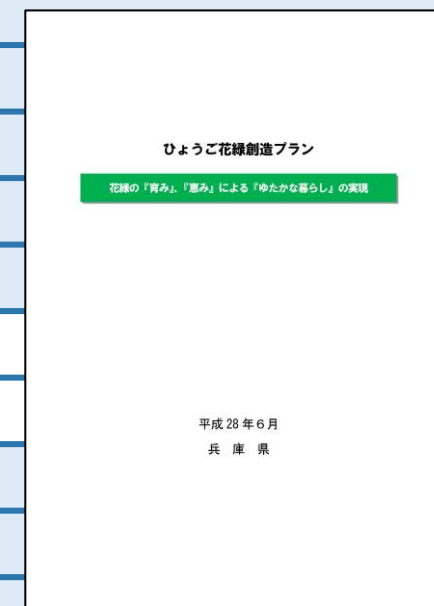 ひょうご花緑創造プラン
花緑の『育み』、『恵み』による『ゆたかな暮らし』の実現
平成 28 年６月
兵 庫 県